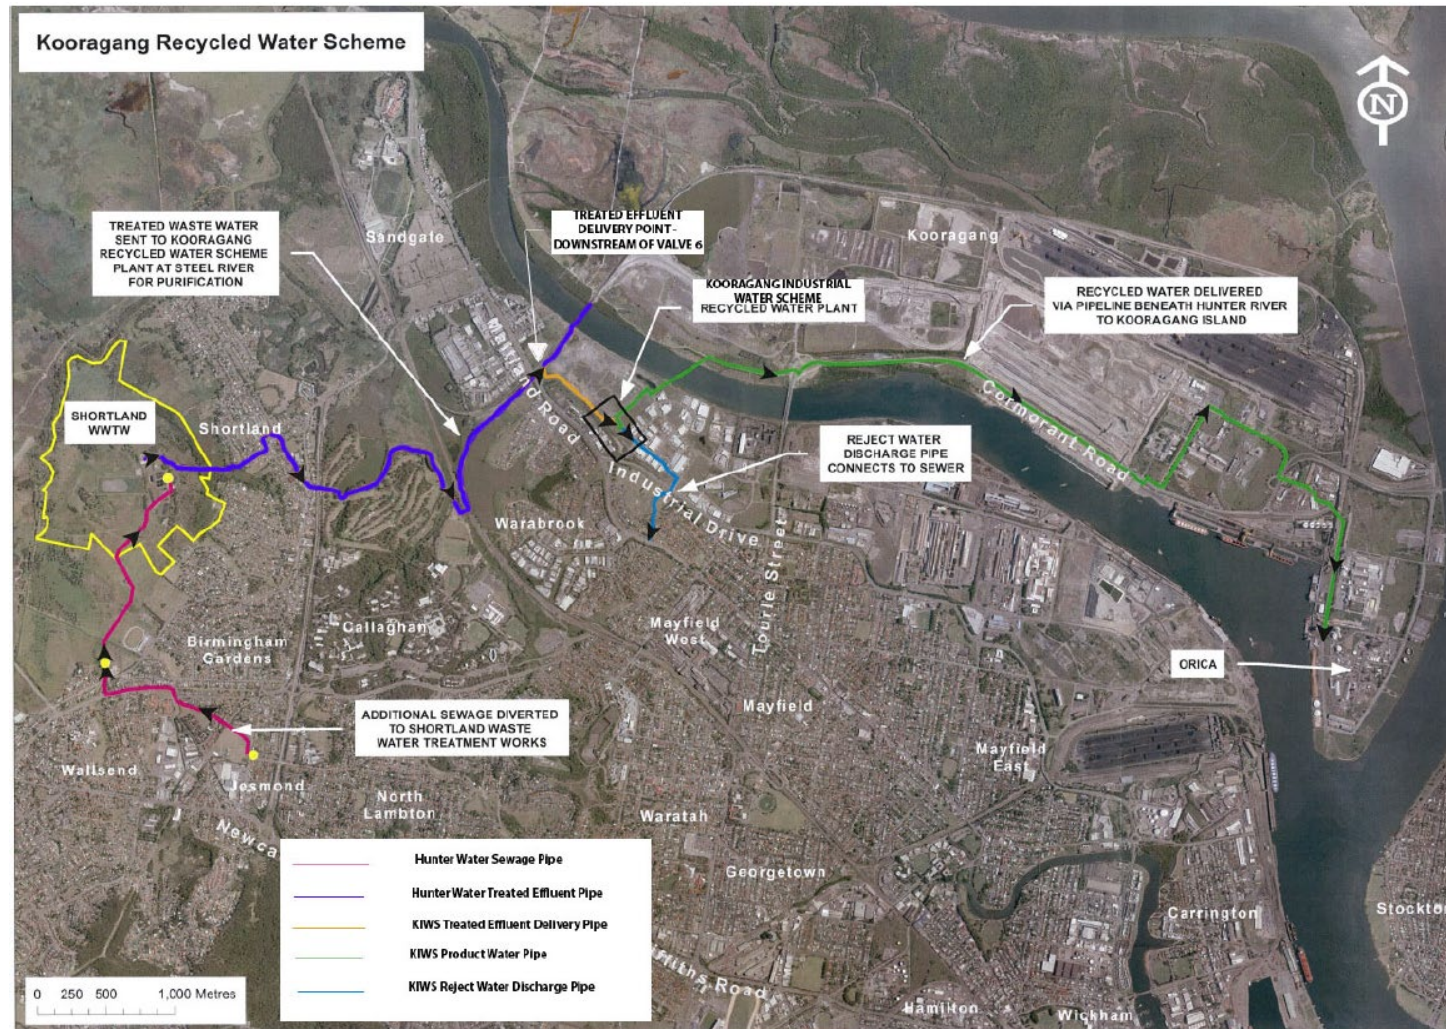 Kooragang Recycled Water Scheme
N
TREATED WASTE WATER
SENT TO KOORAGANG
RECYCLED WATER SCHEME
PLANT AT STEEL RIVER
FOR PURIFICATION
Sandgate
TREATED EFFLUENT
DELIVERY POINT-
DOWNSTREAM OF VALVE 6
Kooragang
KOORAGANG INDUSTRIAL
WATER SCHEME
RECYCLED WATER PLANT
RECYCLED WATER DELIVERED
VIA PIPELINE BENEATH HUNTER RIVER
TO KOORAGANG ISLAND
SHORTLAND
WWTW
Shortland
Maitland Road
Cormorant Road
REJECT WATER
DISCHARGE PIPE
CONNECTS TO SEWER
Industrial Drive
Warabrook
Tourle Street
Birmingham
Gardens
Callaghan
Mayfield
West
ORICA
ADDITIONAL SEWAGE DIVERTED
TO SHORTLAND WASTE
WATER TREATMENT WORKS
Mayfield
Mayfield
East
Wallsend
Jesmond
North
Lambton
Waratah
Newca
Georgetown
Carrington
Stockto
Hunter Water Sewage Pipe
Hunter Water Treated Effluent Pipe
KIWS Treated Effluent Delivery Pipe
KIWS Product Water Pipe
KIWS Reject Water Discharge Pipe
ffiths Road
Hamilton
Wickham
0 250 500 1,000 Metres